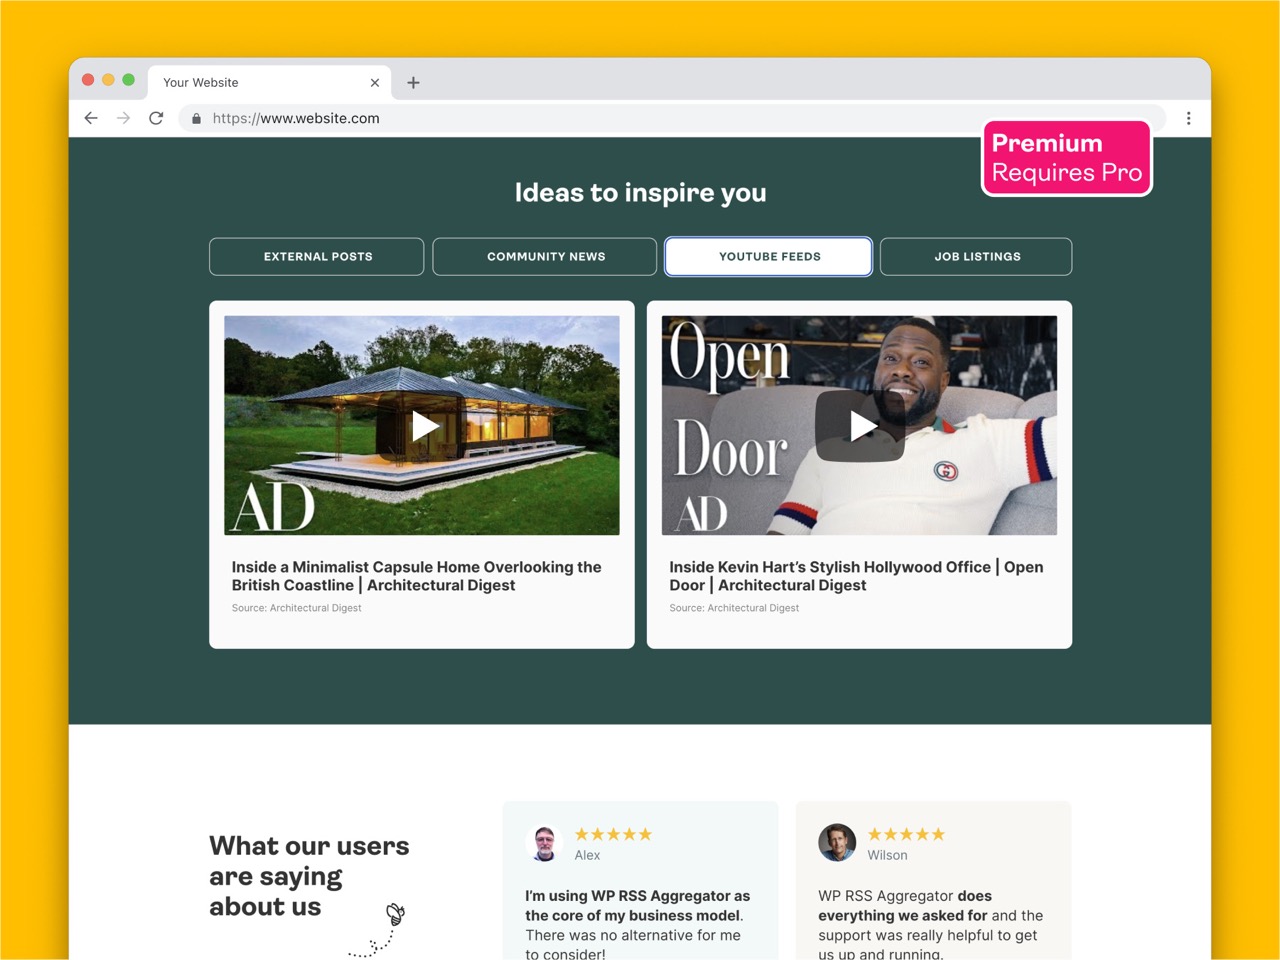 Your Website
https://www.website.com
Premium
Requires Pro
Ideas to inspire you
EXTERNAL POSTS
COMMUNITY NEWS
YOUTUBE FEEDS
JOB LISTINGS
AD
Open
Door
AD
Inside a Minimalist Capsule Home Overlooking the
British Coastline | Architectural Digest
Source: Architectural Digest
Inside Kevin Hart’s Stylish Hollywood Office | Open
Door | Architectural Digest
Source: Architectural Digest
What our users
are saying
about us
Alex
I’m using WP RSS Aggregator as
the core of my business model.
There was no alternative for me
to consider!
Wilson
WP RSS Aggregator does
everything we asked for and the
support was really helpful to get
us up and running.